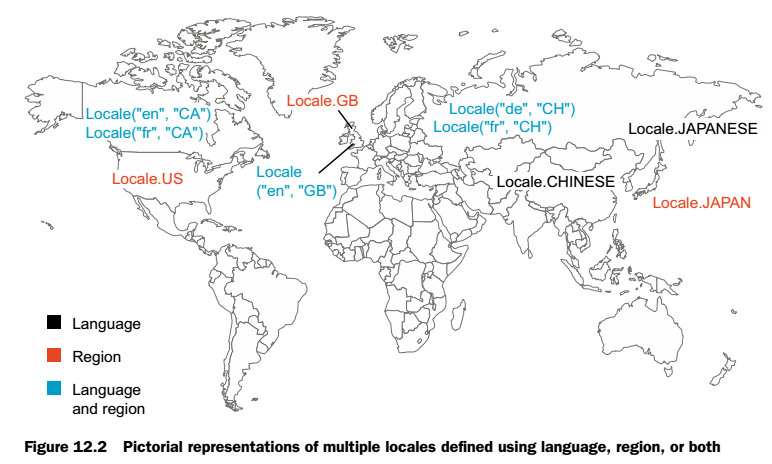 Locale("en", "CA")
Locale("fr", "CA")
Locale.US
Locale.GB
Locale
("en", "GB")
Locale("de", "CH")
Locale("fr", "CH")
Locale.JAPANESE
Locale.CHINESE
Locale.JAPAN
Language
Region
Language
and region
Figure 12.2 Pictorial representations of multiple locales defined using language, region, or both